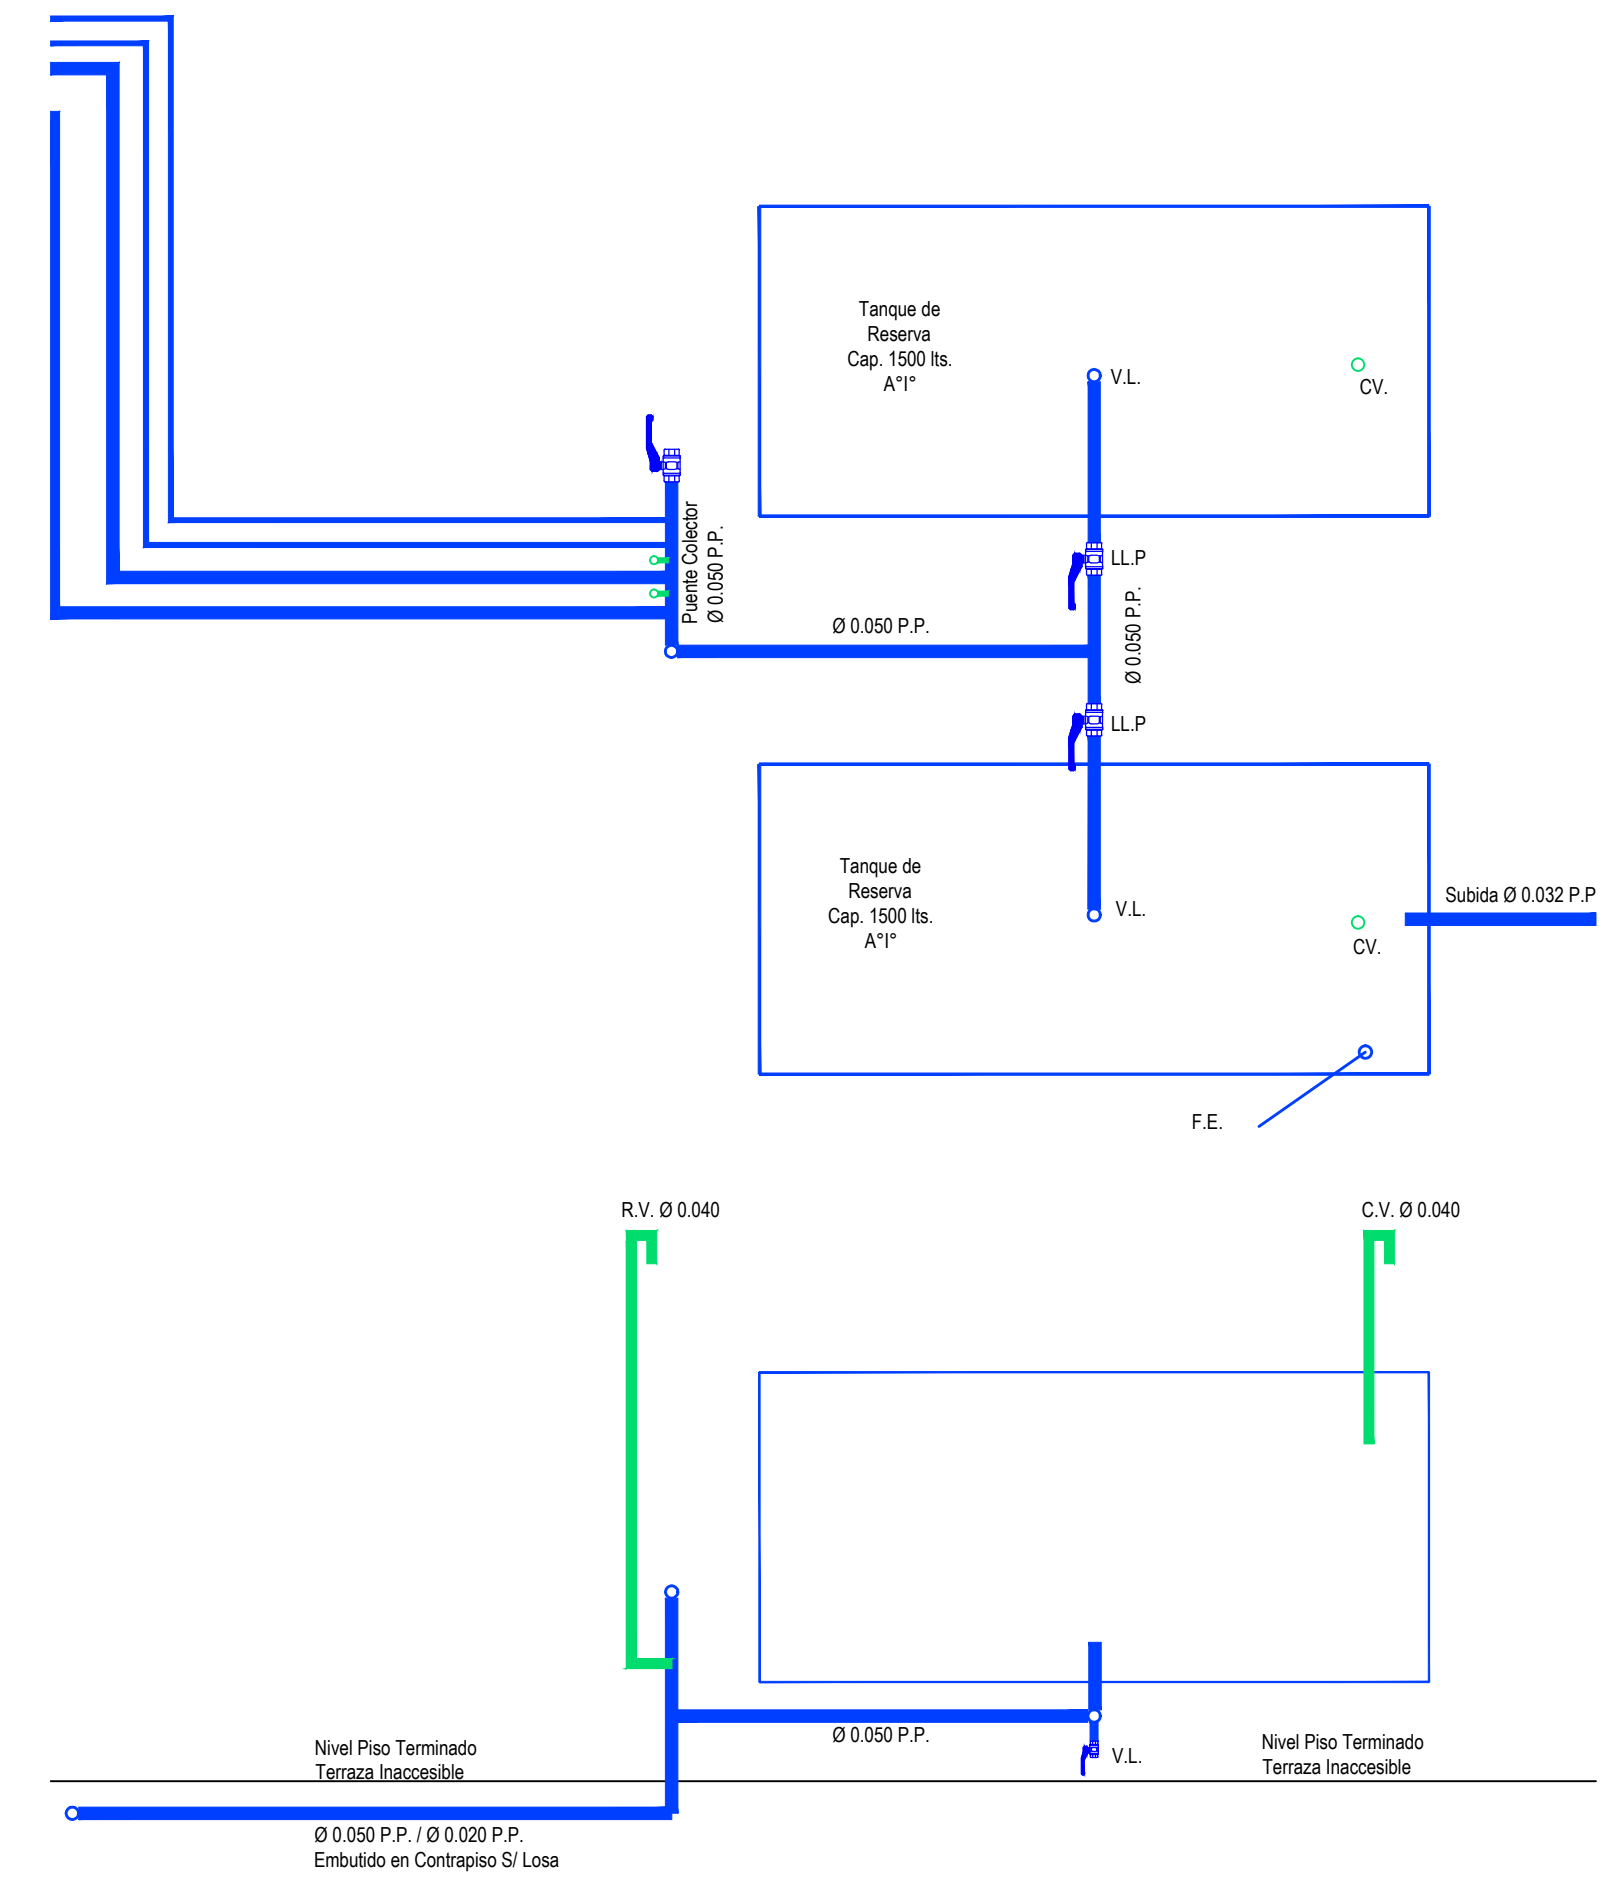 Tanque de
Reserva
Cap. 1500 lts.
A°I°
V.L.
CV.
Puente Colector
Ø 0.050 P.P.
LL.P
Ø 0.050 P.P.
Ø 0.050 P.P.
LL.P
Tanque de
Reserva
Cap. 1500 lts.
A°I°
V.L.
Subida Ø 0.032 P.P
CV.
F.E.
R.V. Ø 0.040
C.V. Ø 0.040
Ø 0.050 P.P.
V.L.
Nivel Piso Terminado
Terraza Inaccesible
Nivel Piso Terminado
Terraza Inaccesible
Ø 0.050 P.P. / Ø 0.020 P.P.
Embutido en Contrapiso S/ Losa